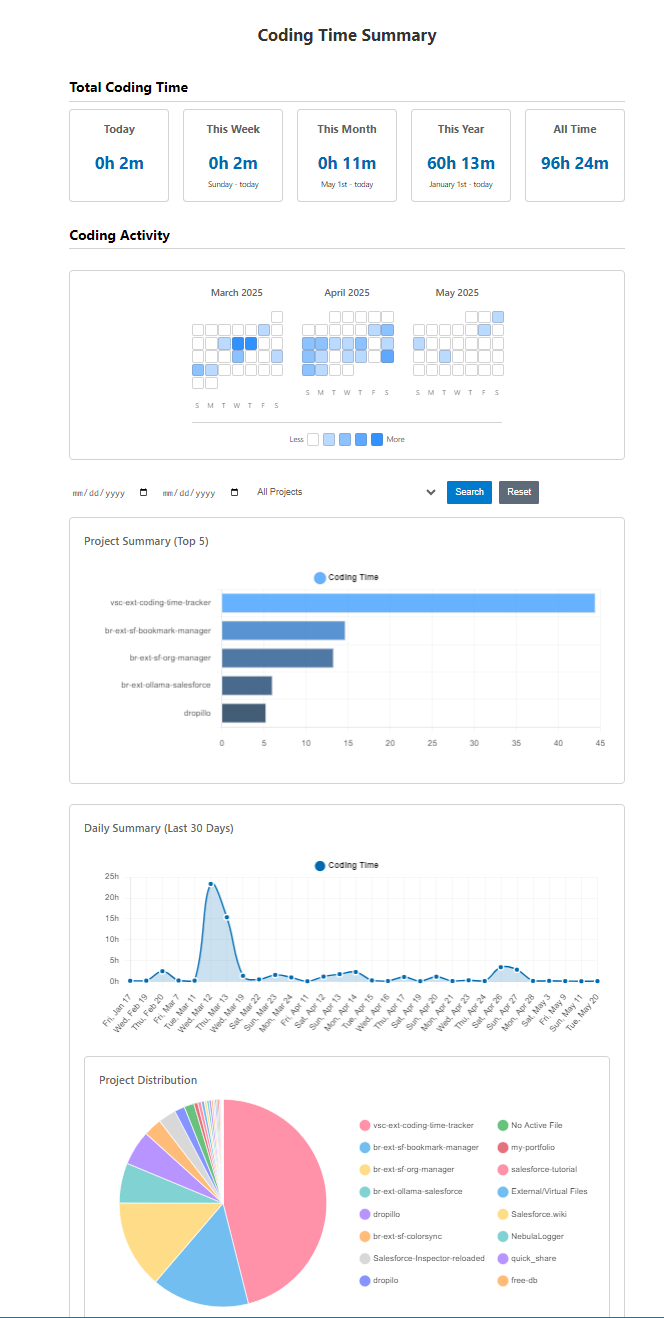 Coding Time Summary
Total Coding Time
Today This Week This Month This Year All Time
0h 2m 0h 2m 0h 11m 60h 13m 96h 24m
Sunday - today May 1st - today January 1st - today
Coding Activity
March 2025 April 2025 May 2025
S M T W T F S S M T W T F S S M T W T F S
Less More
mm/dd/yyyy mm/dd/yyyy All Projects Search Reset
Project Summary (Top 5)
Coding Time
vsc-ext-coding-time-tracker
br-ext-sf-bookmark-manager
br-ext-sf-org-manager
br-ext-ollama-salesforce
dropillo
0 5 10 15 20 25 30 35 40 45
Daily Summary (Last 30 Days)
Coding Time
25h
20h
15h
10h
5h
0h
Fri, Jan 17 Wed, Feb 19 Thu, Feb 20 Fri, Mar 7 Tue, Mar 11 Wed, Mar 12 Thu, Mar 13 Wed, Mar 19 Sat, Mar 22 Sun, Mar 23 Mon, Mar 24 Fri, Apr 11 Sat, Apr 12 Sun, Apr 13 Mon, Apr 14 Tue, Apr 15 Wed, Apr 16 Thu, Apr 17 Sat, Apr 19 Sun, Apr 20 Mon, Apr 21 Wed, Apr 23 Thu, Apr 24 Sat, Apr 26 Sun, Apr 27 Mon, Apr 28 Sat, May 3 Fri, May 9 Sun, May 11 Tue, May 20
Project Distribution
vsc-ext-coding-time-tracker No Active File
br-ext-sf-bookmark-manager my-portfolio
br-ext-sf-org-manager salesforce-tutorial
br-ext-ollama-salesforce External/Virtual Files
dropillo Salesforce.wiki
br-ext-sf-colorsync NebulaLogger
Salesforce-Inspector-reloaded quick_share
dropilo free-db